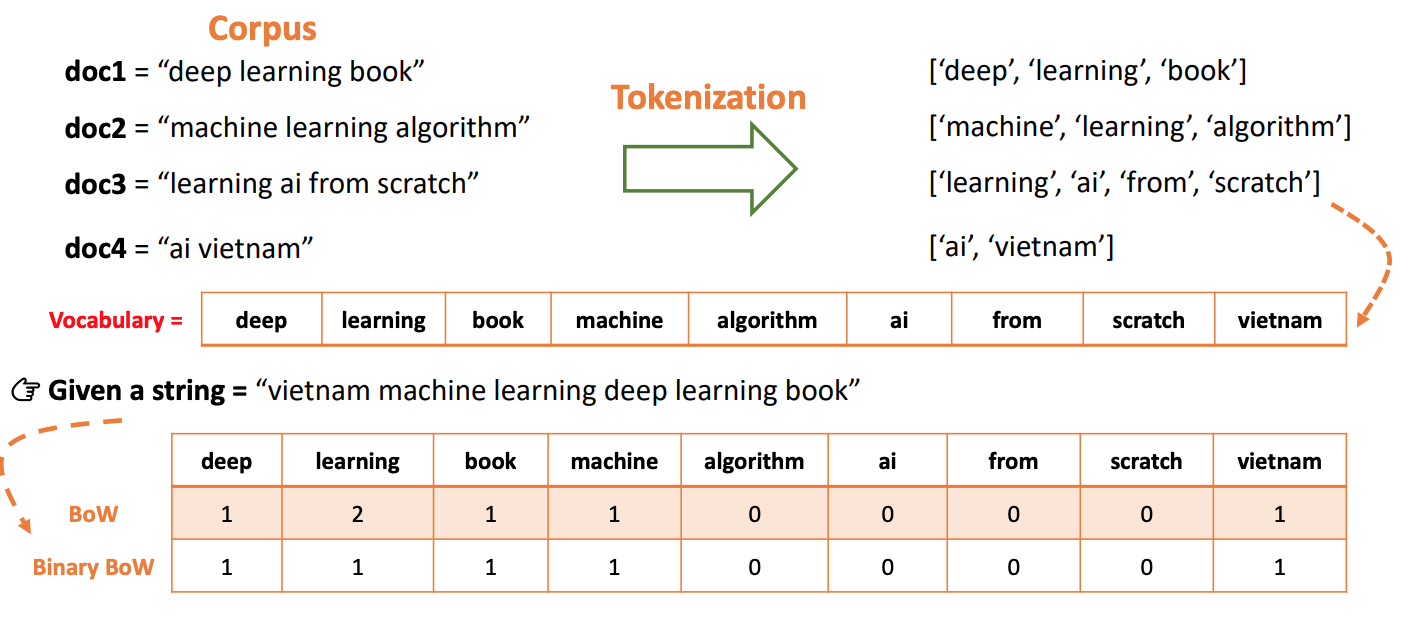 Corpus
doc1 = “deep learning book”
doc2 = “machine learning algorithm”
doc3 = “learning ai from scratch”
doc4 = “ai vietnam”
Tokenization
[‘deep’, ‘learning’, ‘book’]
[‘machine’, ‘learning’, ‘algorithm’]
[‘learning’, ‘ai’, ‘from’, ‘scratch’]
[‘ai’, ‘vietnam’]
Vocabulary = deep learning book machine algorithm ai from scratch vietnam
Given a string = “vietnam machine learning deep learning book”
deep learning book machine algorithm ai from scratch vietnam
BoW 1 2 1 1 0 0 0 0 1
Binary BoW 1 1 1 1 0 0 0 0 1